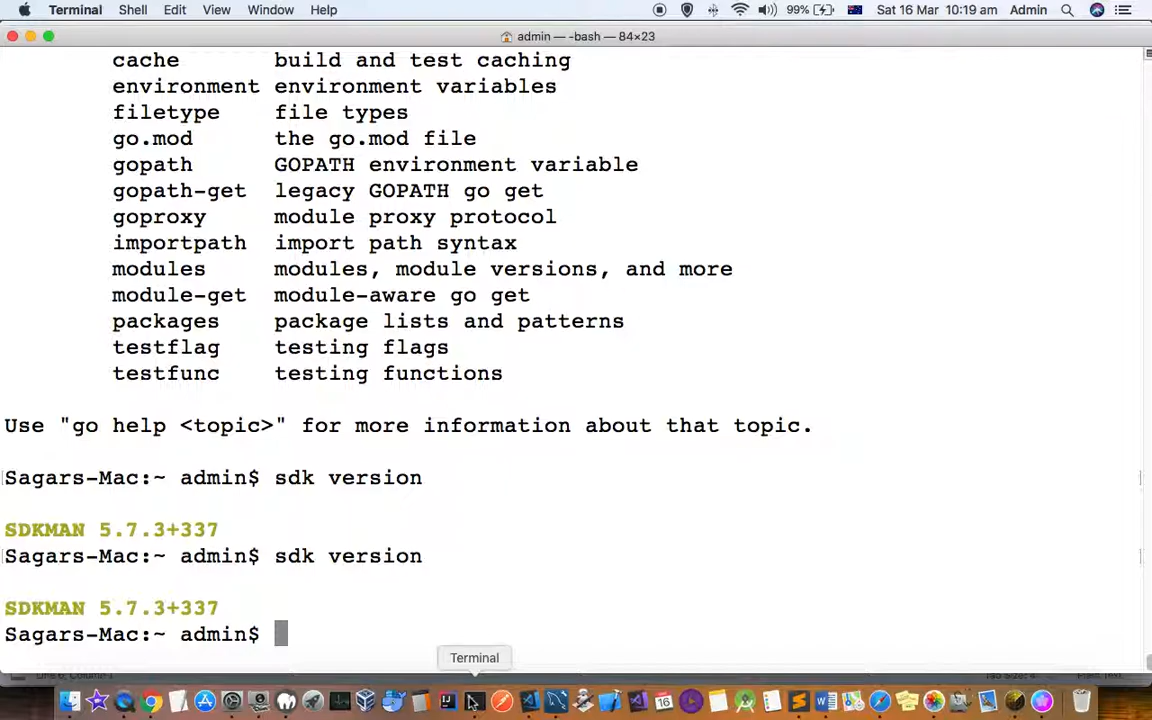 Terminal Shell Edit View Window Help 99% Sat 16 Mar 10:19 am Admin
admin — -bash — 84×23
cache build and test caching
environment environment variables
filetype file types
go.mod the go.mod file
gopath GOPATH environment variable
gopath-get legacy GOPATH go get
goproxy module proxy protocol
importpath import path syntax
modules modules, module versions, and more
module-get module-aware go get
packages package lists and patterns
testflag testing flags
testfunc testing functions
Use "go help <topic>" for more information about that topic.
Sagars-Mac:~ admin$ sdk version
SDKMAN 5.7.3+337
Sagars-Mac:~ admin$ sdk version
SDKMAN 5.7.3+337
Sagars-Mac:~ admin$
Terminal
16